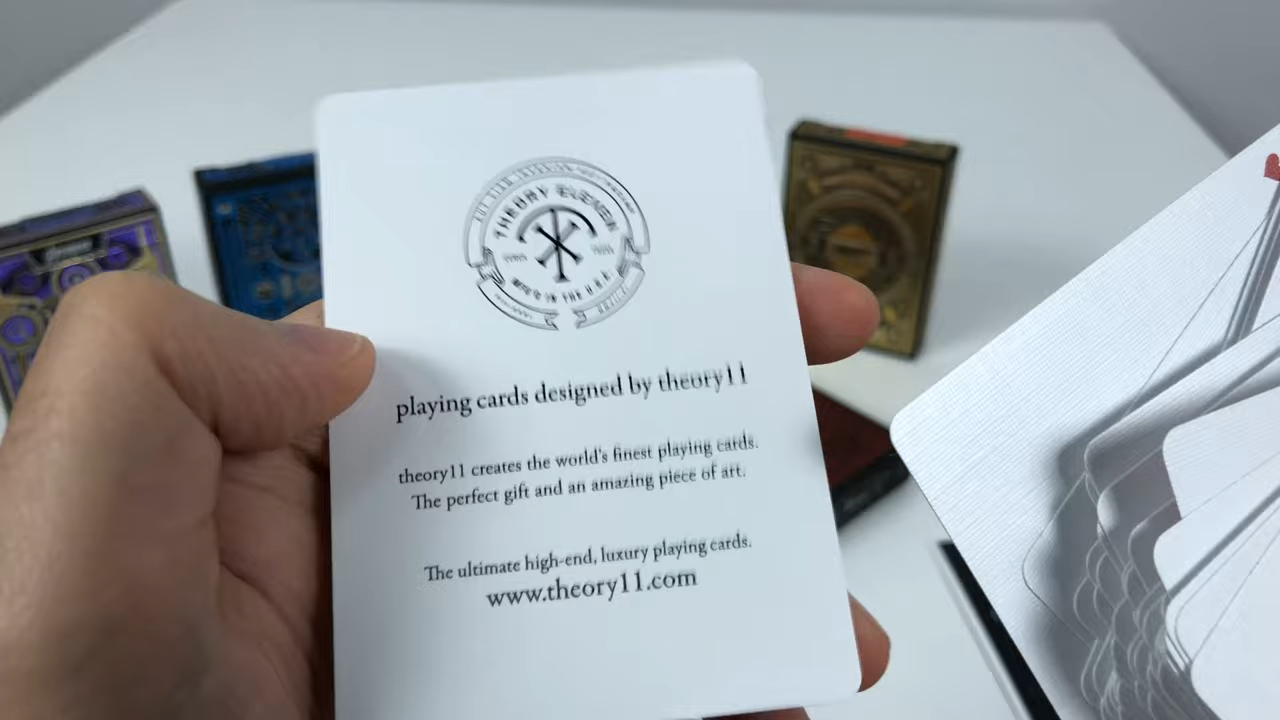 THEORY ELEVEN
MFG'D IN THE U.S.A.
playing cards designed by theory11
theory11 creates the world's finest playing cards.
The perfect gift and an amazing piece of art.
The ultimate high-end, luxury playing cards.
www.theory11.com